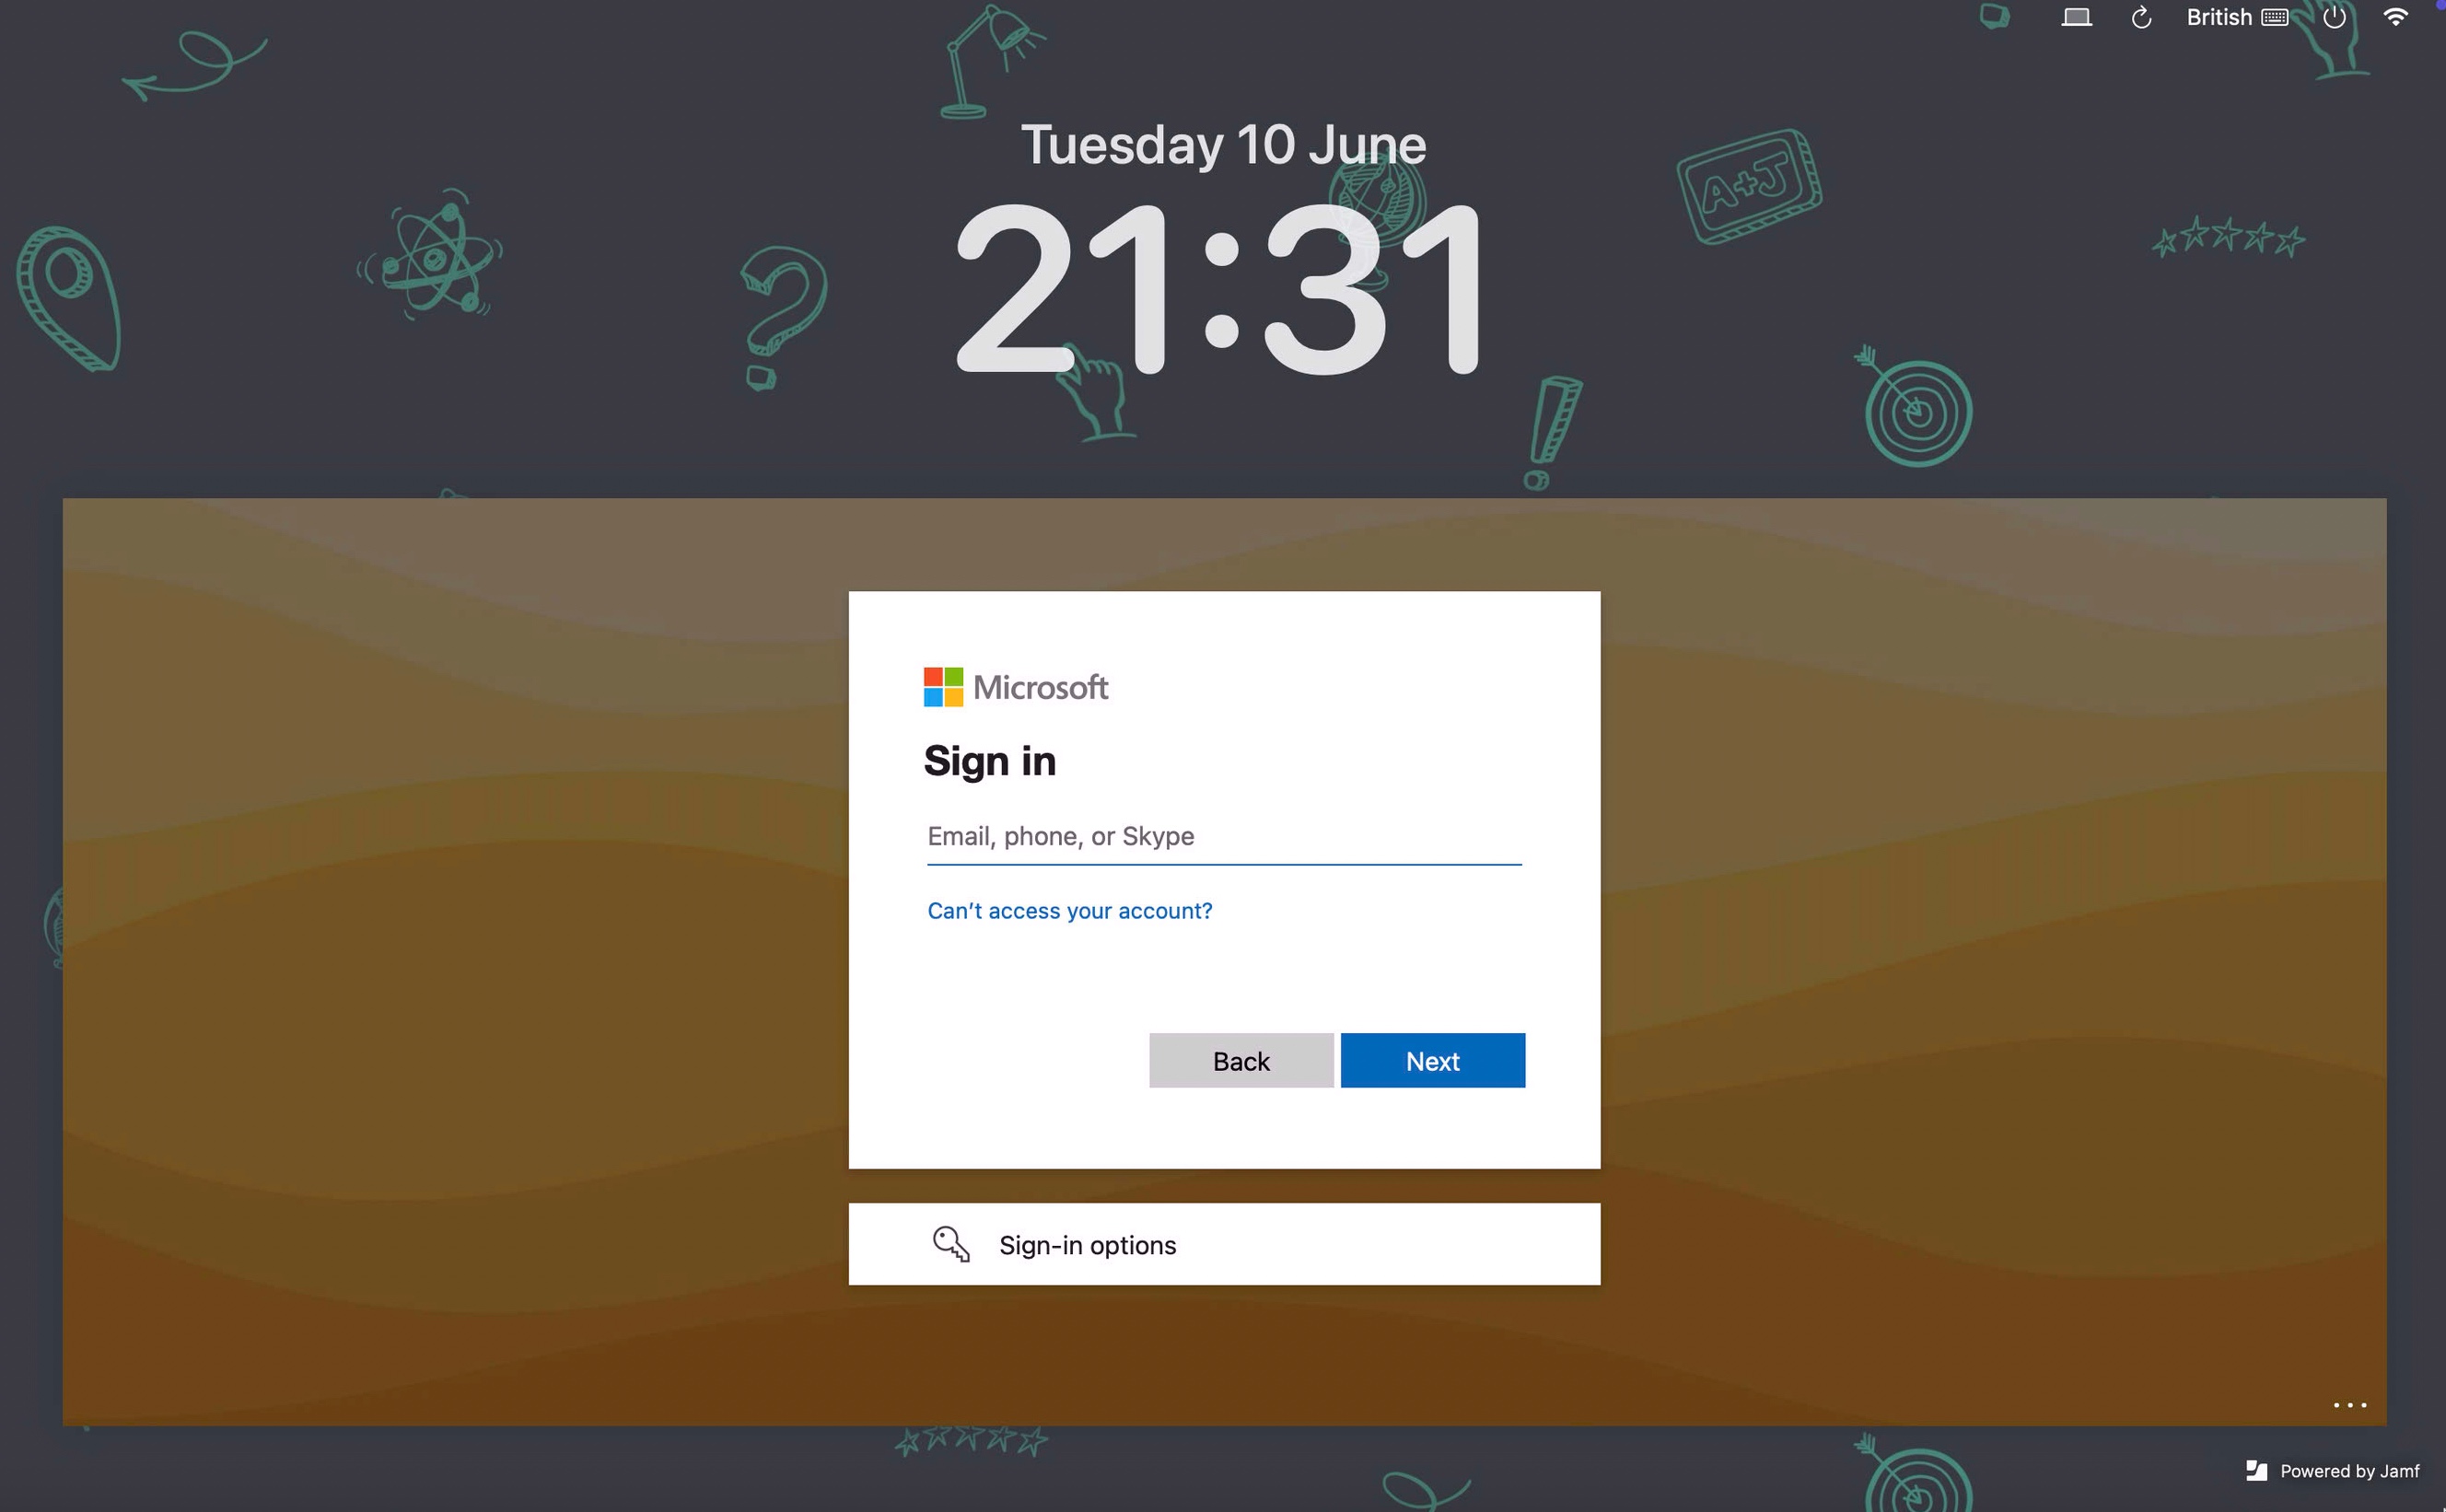 British
Tuesday 10 June
21:31
A+J
Microsoft
Sign in
Email, phone, or Skype
Can’t access your account?
Back
Next
Sign-in options
Powered by Jamf